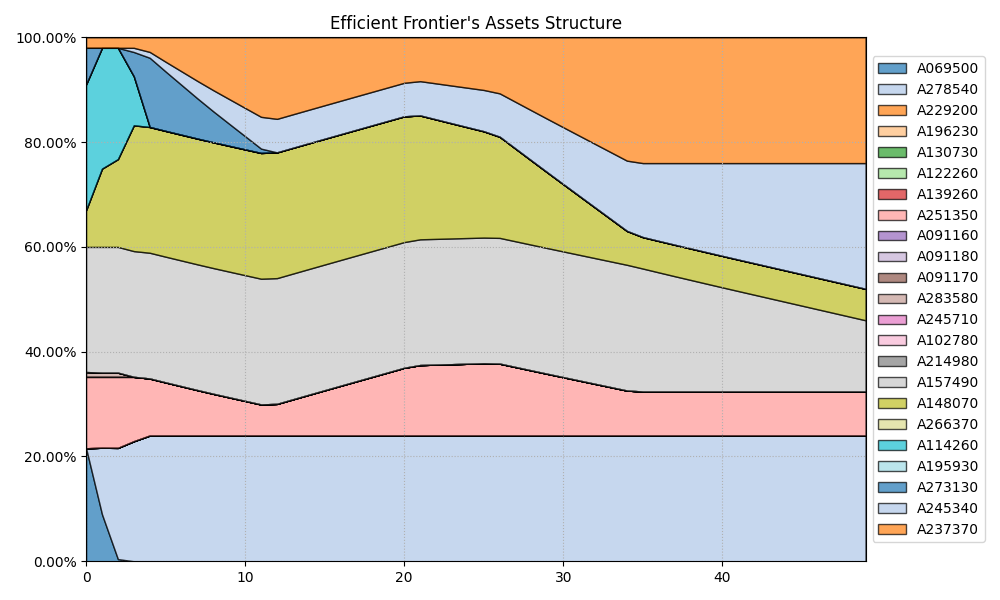 Efficient Frontier's Assets Structure
100.00%
80.00%
60.00%
40.00%
20.00%
0.00%
0
10
20
30
40
A069500
A278540
A229200
A196230
A130730
A122260
A139260
A251350
A091160
A091180
A091170
A283580
A245710
A102780
A214980
A157490
A148070
A266370
A114260
A195930
A273130
A245340
A237370